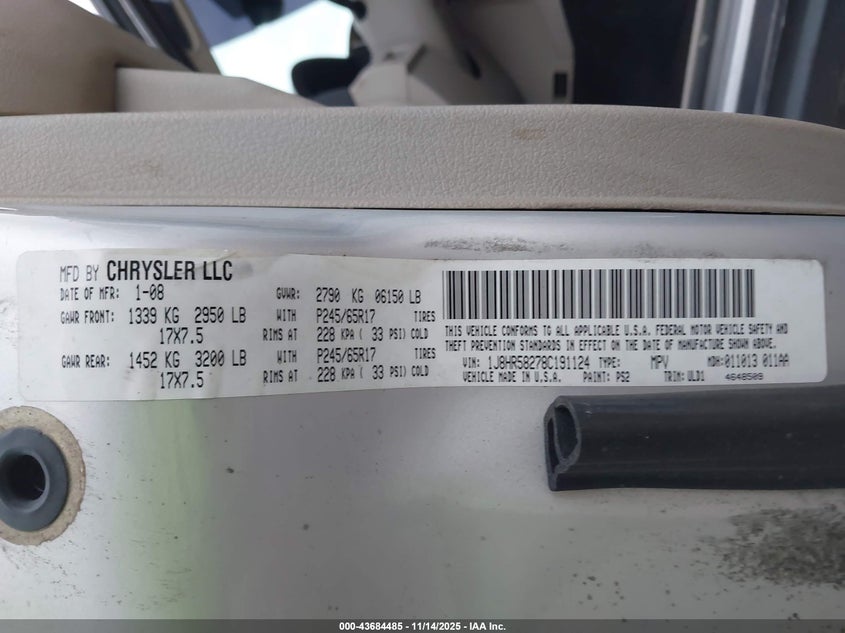 MFD BY CHRYSLER LLC
DATE OF MFR: 1-08 GVWR: 2790 KG 06150 LB
GAWR FRONT: 1339 KG 2950 LB WITH P245/65R17 TIRES
17X7.5 RIMS AT 228 KPA ( 33 PSI) COLD
GAWR REAR: 1452 KG 3200 LB WITH P245/65R17 TIRES
17X7.5 RIMS AT 228 KPA ( 33 PSI) COLD
THIS VEHICLE CONFORMS TO ALL APPLICABLE U.S.A. FEDERAL MOTOR VEHICLE SAFETY AND
THEFT PREVENTION STANDARDS IN EFFECT ON THE DATE OF MANUFACTURE SHOWN ABOVE.
VIN: 1J8HR58278C191124 TYPE: MPV MDH:011013 011AA
VEHICLE MADE IN U.S.A. PAINT: PS2 TRIM:ULD1 4648509
000-43684485 - 11/14/2025 - IAA Inc.